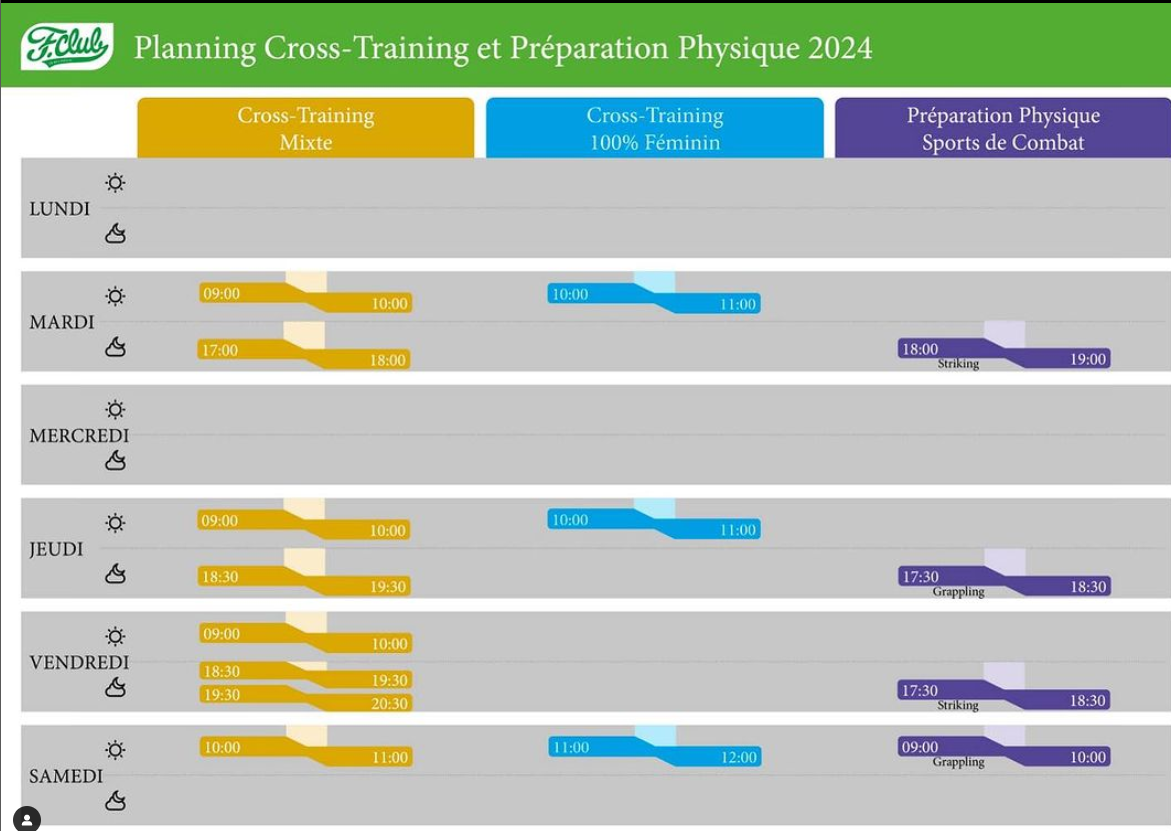 F.Club
Planning Cross-Training et Préparation Physique 2024
Cross-Training
Mixte
Cross-Training
100% Féminin
Préparation Physique
Sports de Combat
LUNDI
MARDI
09:00
10:00
10:00
11:00
17:00
18:00
18:00
19:00
Striking
MERCREDI
JEUDI
09:00
10:00
10:00
11:00
18:30
19:30
17:30
18:30
Grappling
VENDREDI
09:00
10:00
18:30
19:30
19:30
20:30
17:30
18:30
Striking
SAMEDI
10:00
11:00
11:00
12:00
09:00
10:00
Grappling